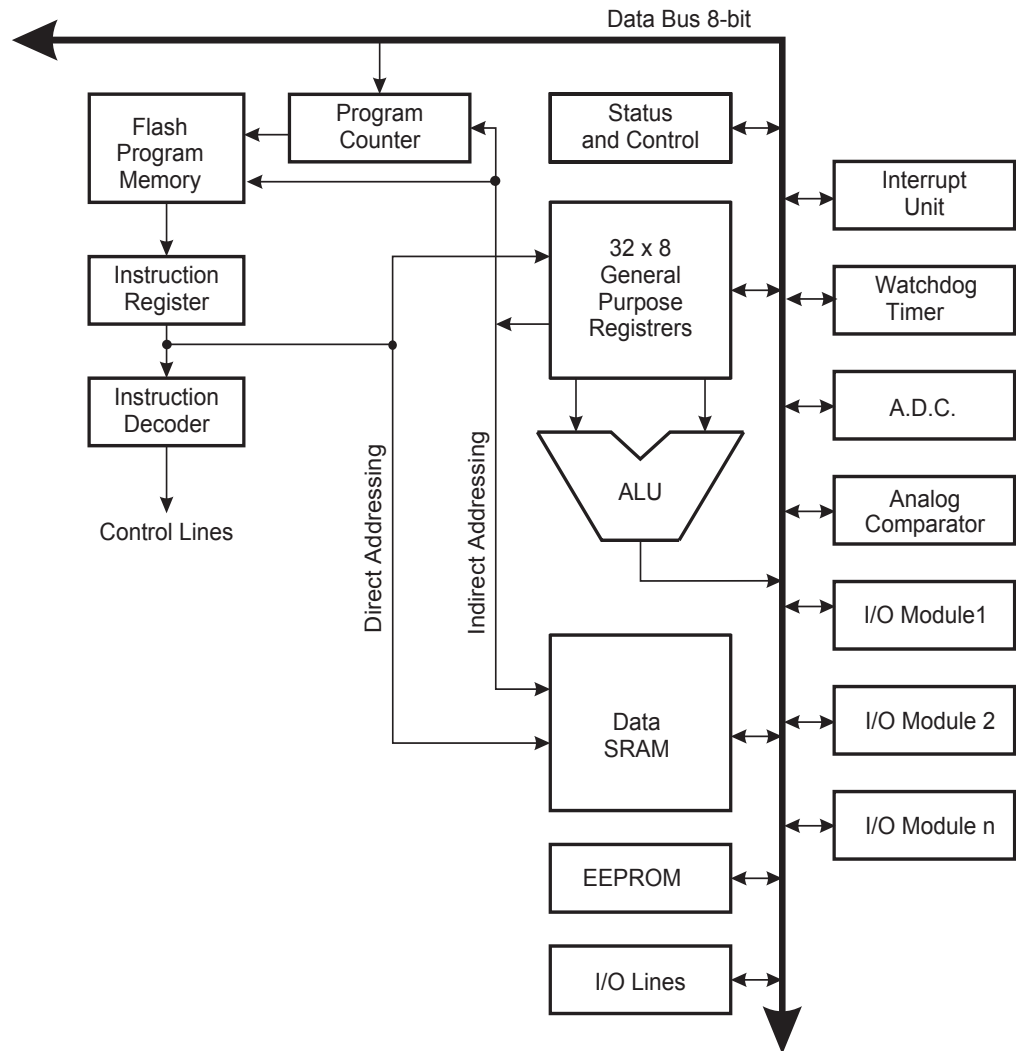 Data Bus 8-bit
Flash
Program
Memory
Program
Counter
Status
and Control
Interrupt
Unit
32 x 8
General
Purpose
Registrers
Instruction
Register
Watchdog
Timer
Instruction
Decoder
A.D.C.
Direct Addressing
Indirect Addressing
ALU
Analog
Comparator
Control Lines
I/O Module1
Data
SRAM
I/O Module 2
I/O Module n
EEPROM
I/O Lines